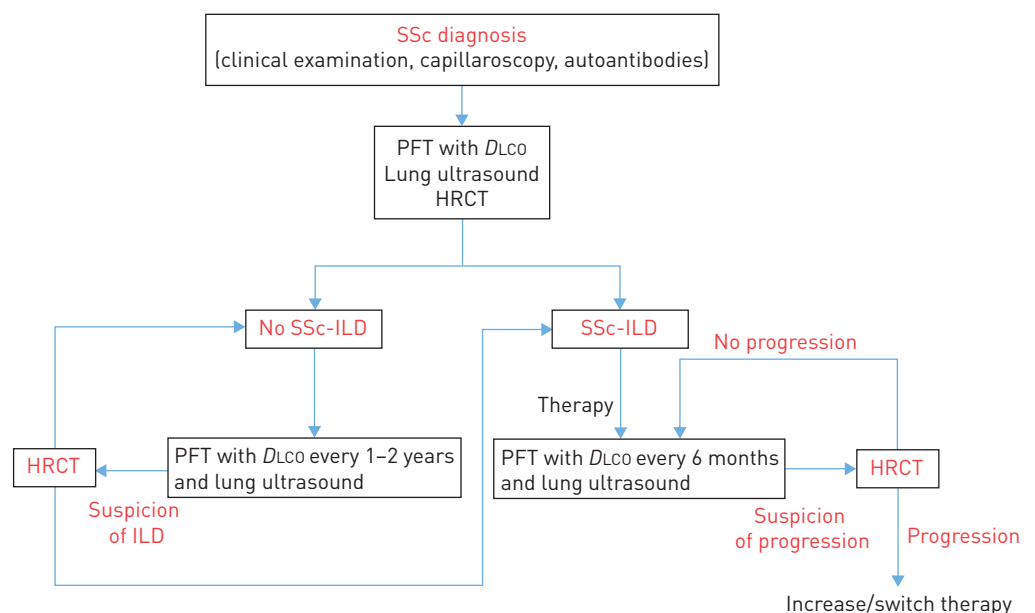 SSc diagnosis
(clinical examination, capillaroscopy, autoantibodies)
PFT with DLCO
Lung ultrasound
HRCT
No SSc-ILD
SSc-ILD
No progression
Therapy
HRCT
PFT with DLCO every 1–2 years
and lung ultrasound
PFT with DLCO every 6 months
and lung ultrasound
HRCT
Suspicion
of ILD
Suspicion
of progression
Progression
Increase/switch therapy